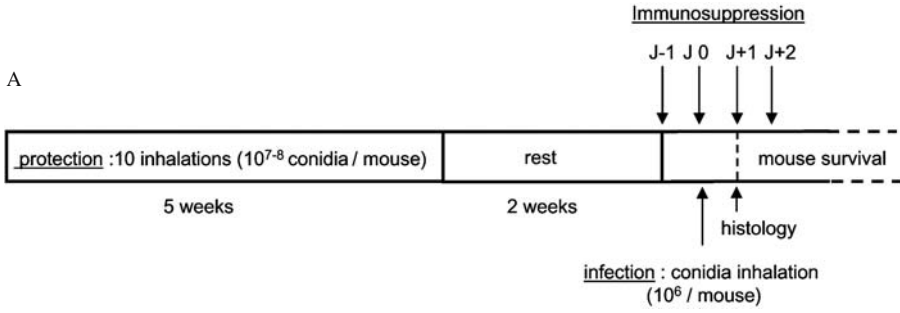 Immunosuppression
J-1 J 0 J+1 J+2
A
protection :10 inhalations (10⁷⁻⁸ conidia / mouse)
rest
mouse survival
5 weeks
2 weeks
histology
infection : conidia inhalation
(10⁶ / mouse)